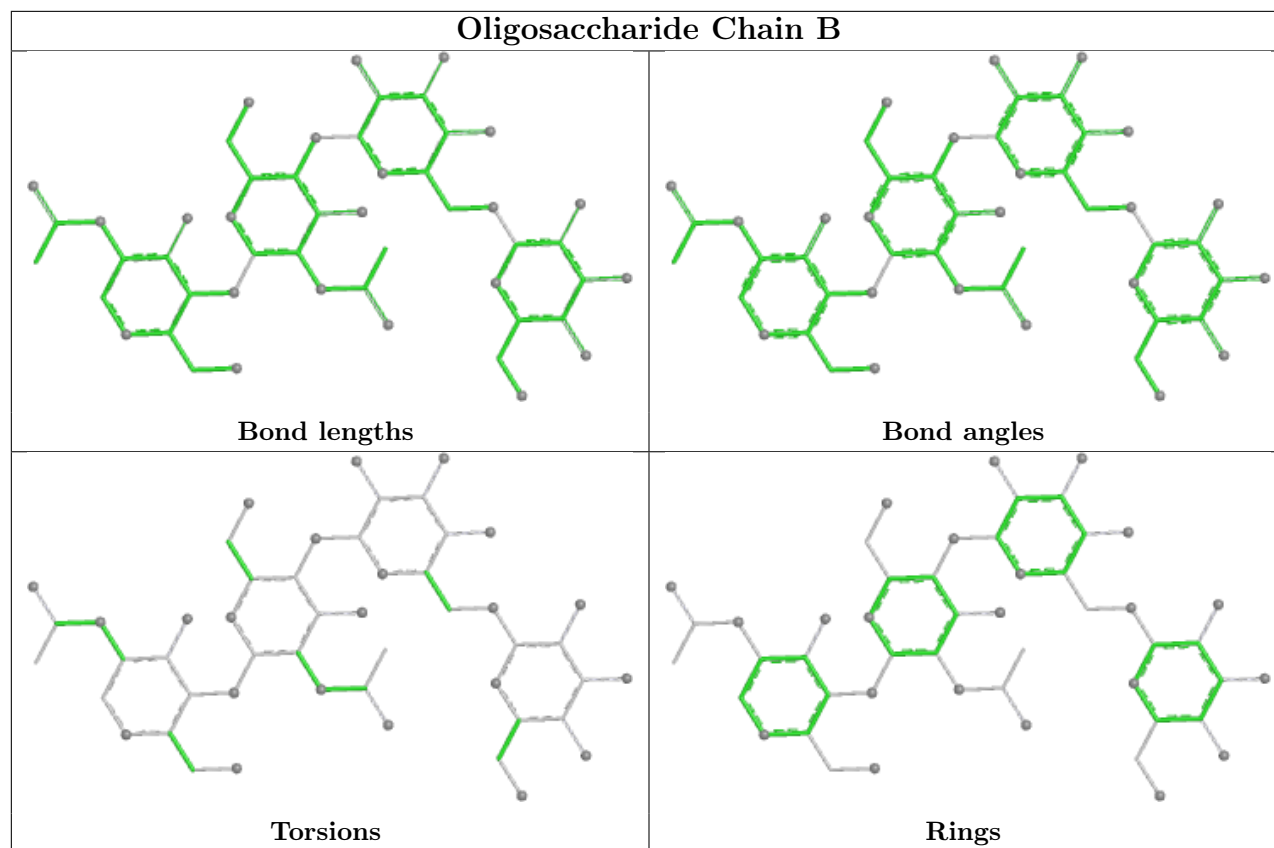 Oligosaccharide Chain B
Bond lengths
Bond angles
Torsions
Rings